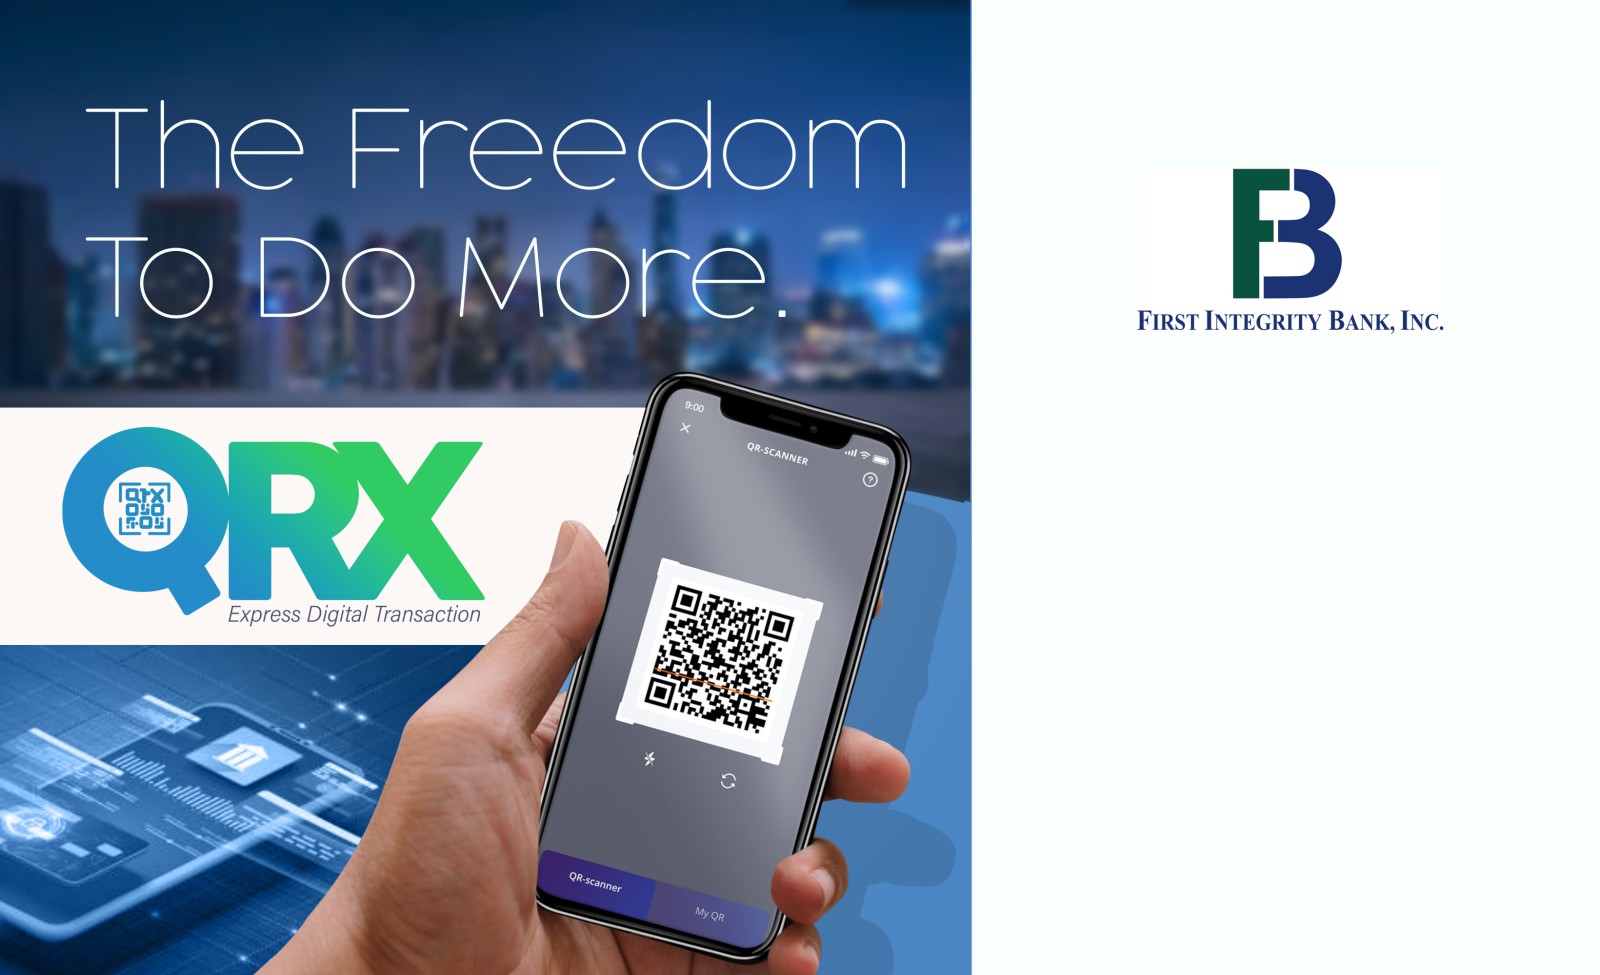 The Freedom
To Do More.
QRX
Express Digital Transaction
9:00
QR-SCANNER
?
QR-scanner
My QR
FB
FIRST INTEGRITY BANK, INC.